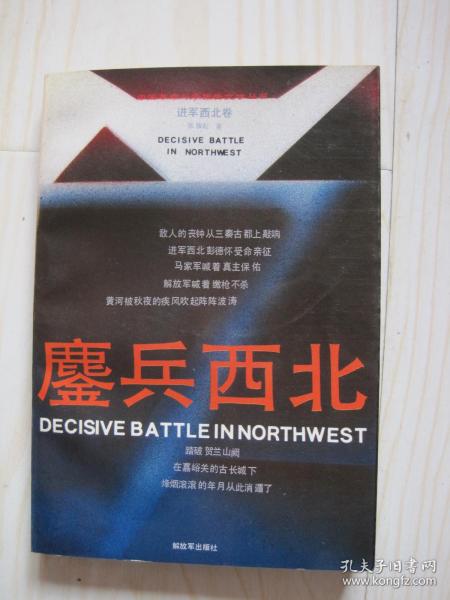 进军西北卷
DECISIVE BATTLE
IN NORTHWEST
敌人的丧钟从三秦古都上敲响
进军西北彭德怀受命亲征
马家军喊着真主保佑
解放军喊着缴枪不杀
黄河被秋夜的疾风吹起阵阵波涛
鏖兵西北
DECISIVE BATTLE IN NORTHWEST
踏破贺兰山阙
在嘉峪关的古长城下
烽烟滚滚的年月从此消遁了
解放军出版社
孔夫子旧书网
www.kongfz.com